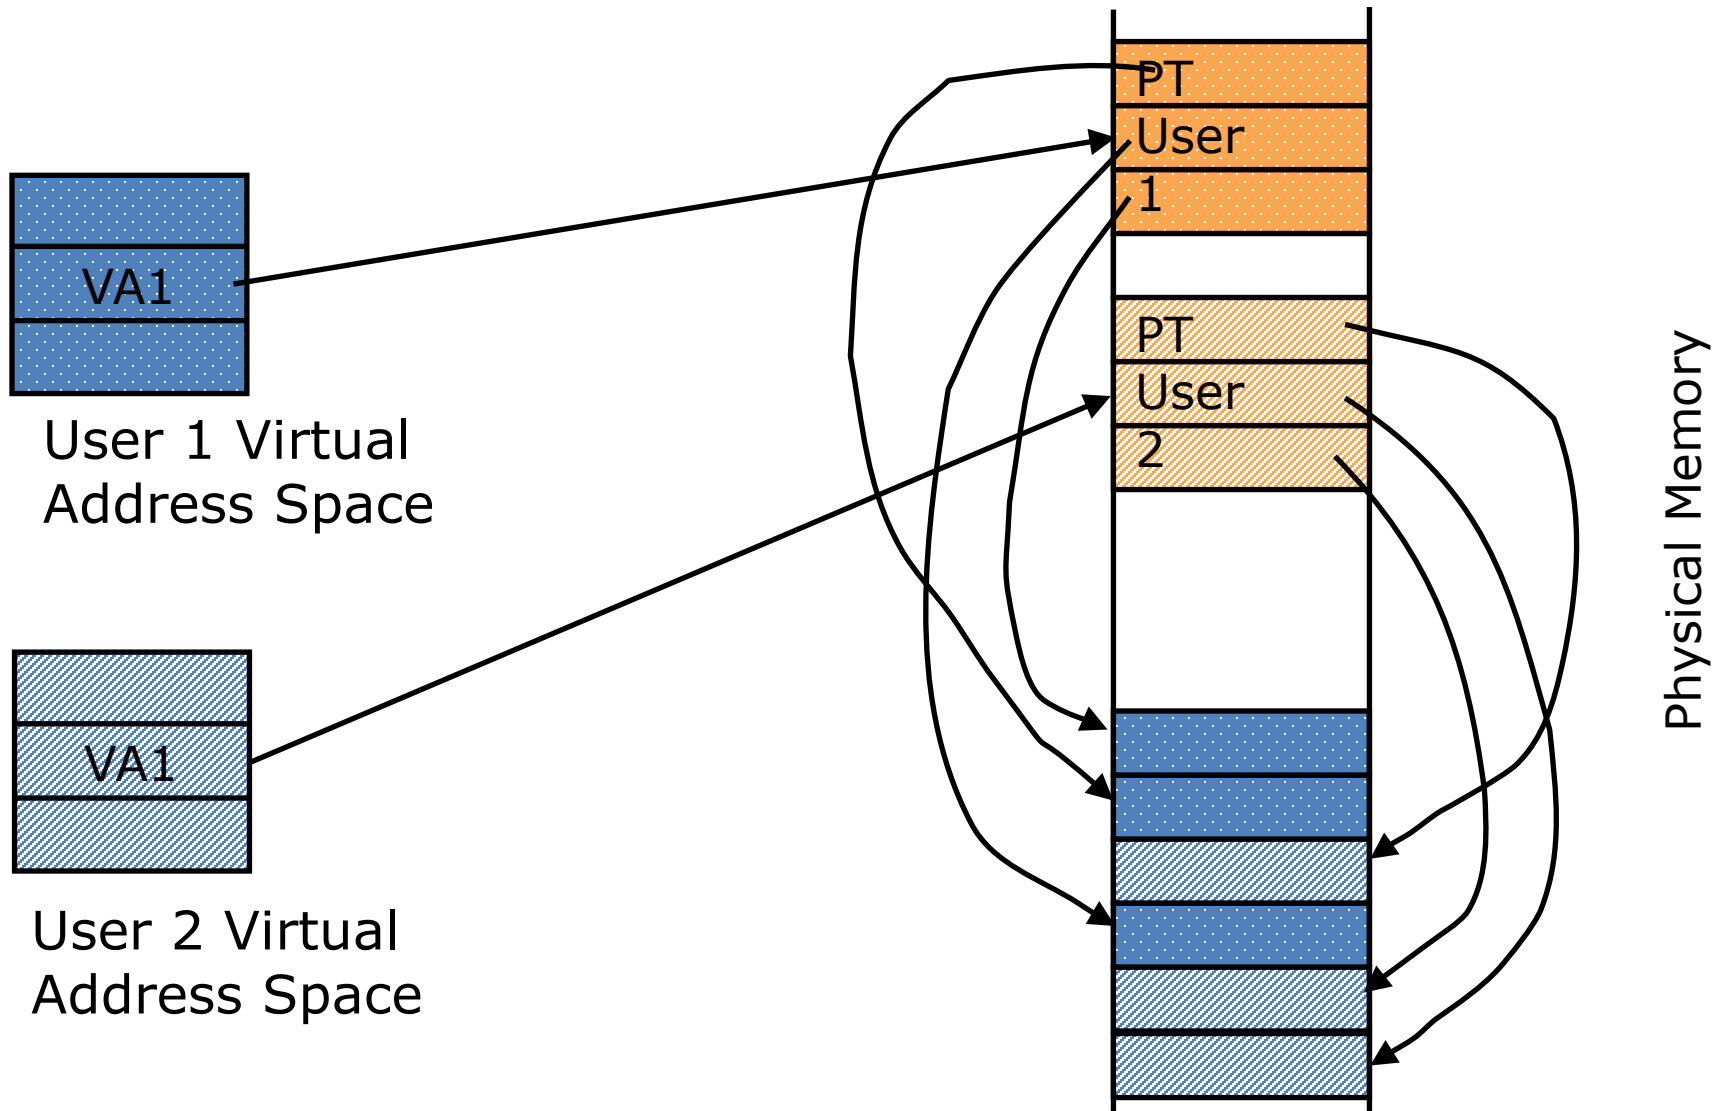 PT
User
1
VA1
User 1 Virtual
Address Space
PT
User
2
VA1
User 2 Virtual
Address Space
Physical Memory